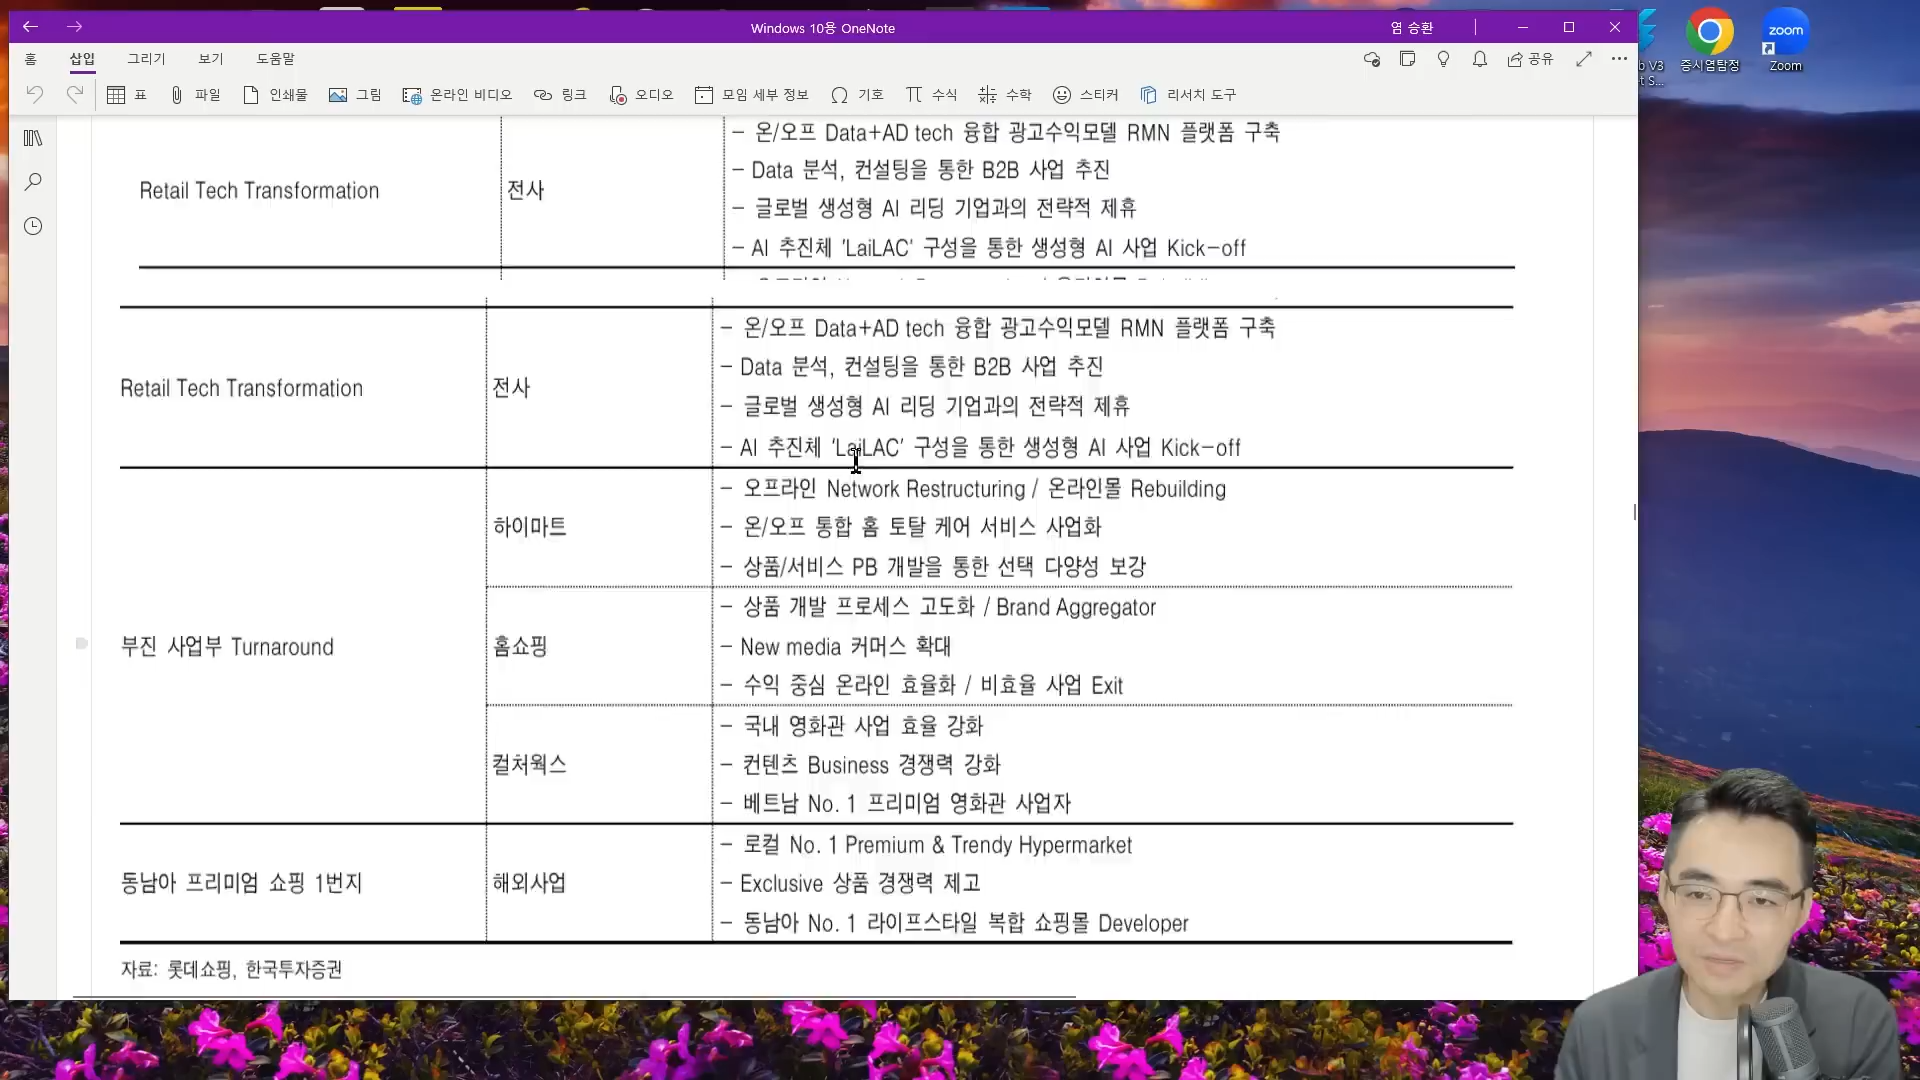 Windows 10용 OneNote
염 승환
홈
삽입
그리기
보기
도움말
공유
표
파일
인쇄물
그림
온라인 비디오
링크
오디오
모임 세부 정보
기호
수식
수학
스티커
리서치 도구
b V3
t S...
증시염탐정
zoom
Zoom
Retail Tech Transformation
전사
– 온/오프 Data+AD tech 융합 광고수익모델 RMN 플랫폼 구축
– Data 분석, 컨설팅을 통한 B2B 사업 추진
– 글로벌 생성형 AI 리딩 기업과의 전략적 제휴
– AI 추진체 ‘LaiLAC’ 구성을 통한 생성형 AI 사업 Kick-off
Retail Tech Transformation
전사
– 온/오프 Data+AD tech 융합 광고수익모델 RMN 플랫폼 구축
– Data 분석, 컨설팅을 통한 B2B 사업 추진
– 글로벌 생성형 AI 리딩 기업과의 전략적 제휴
– AI 추진체 ‘LaiLAC’ 구성을 통한 생성형 AI 사업 Kick-off
부진 사업부 Turnaround
하이마트
– 오프라인 Network Restructuring / 온라인몰 Rebuilding
– 온/오프 통합 홈 토탈 케어 서비스 사업화
– 상품/서비스 PB 개발을 통한 선택 다양성 보강
홈쇼핑
– 상품 개발 프로세스 고도화 / Brand Aggregator
– New media 커머스 확대
– 수익 중심 온라인 효율화 / 비효율 사업 Exit
컬처웍스
– 국내 영화관 사업 효율 강화
– 컨텐츠 Business 경쟁력 강화
– 베트남 No. 1 프리미엄 영화관 사업자
동남아 프리미엄 쇼핑 1번지
해외사업
– 로컬 No. 1 Premium & Trendy Hypermarket
– Exclusive 상품 경쟁력 제고
– 동남아 No. 1 라이프스타일 복합 쇼핑몰 Developer
자료: 롯데쇼핑, 한국투자증권